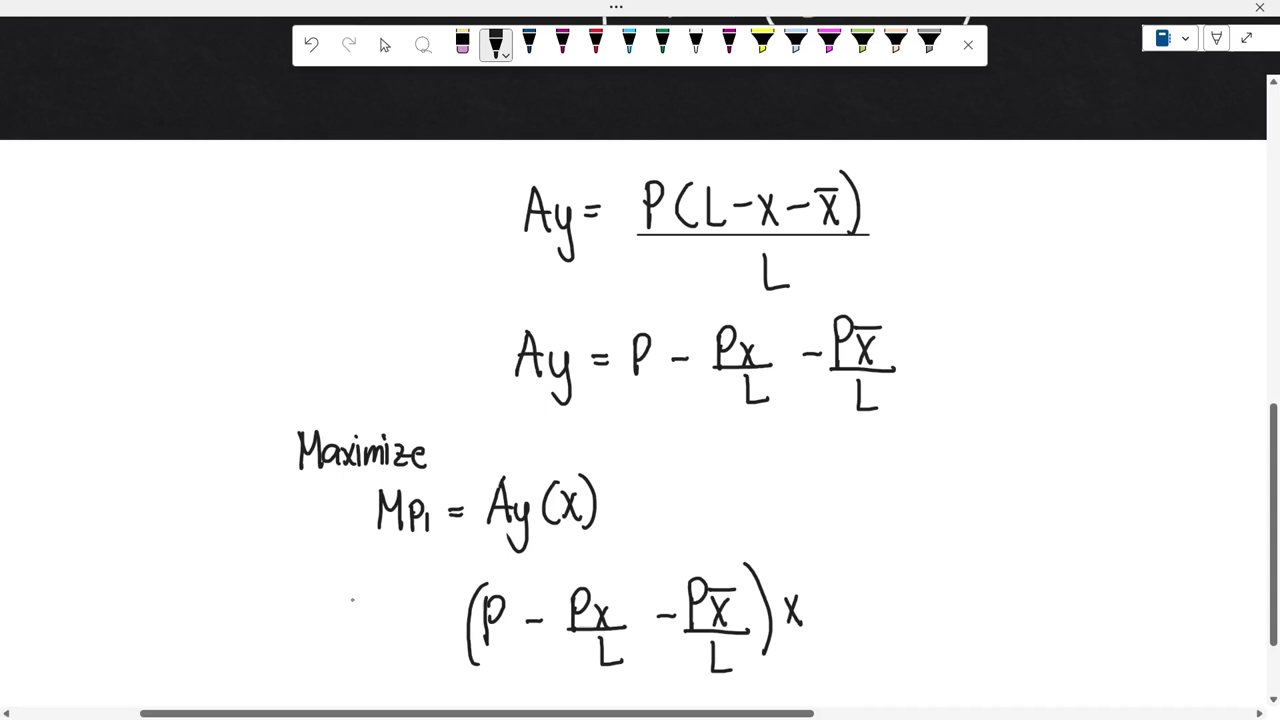 Ay = P(L-x-x̄)/L
Ay = P - Px/L - Px̄/L
Maximize
MP1 = Ay(x)
(P - Px/L - Px̄/L)x